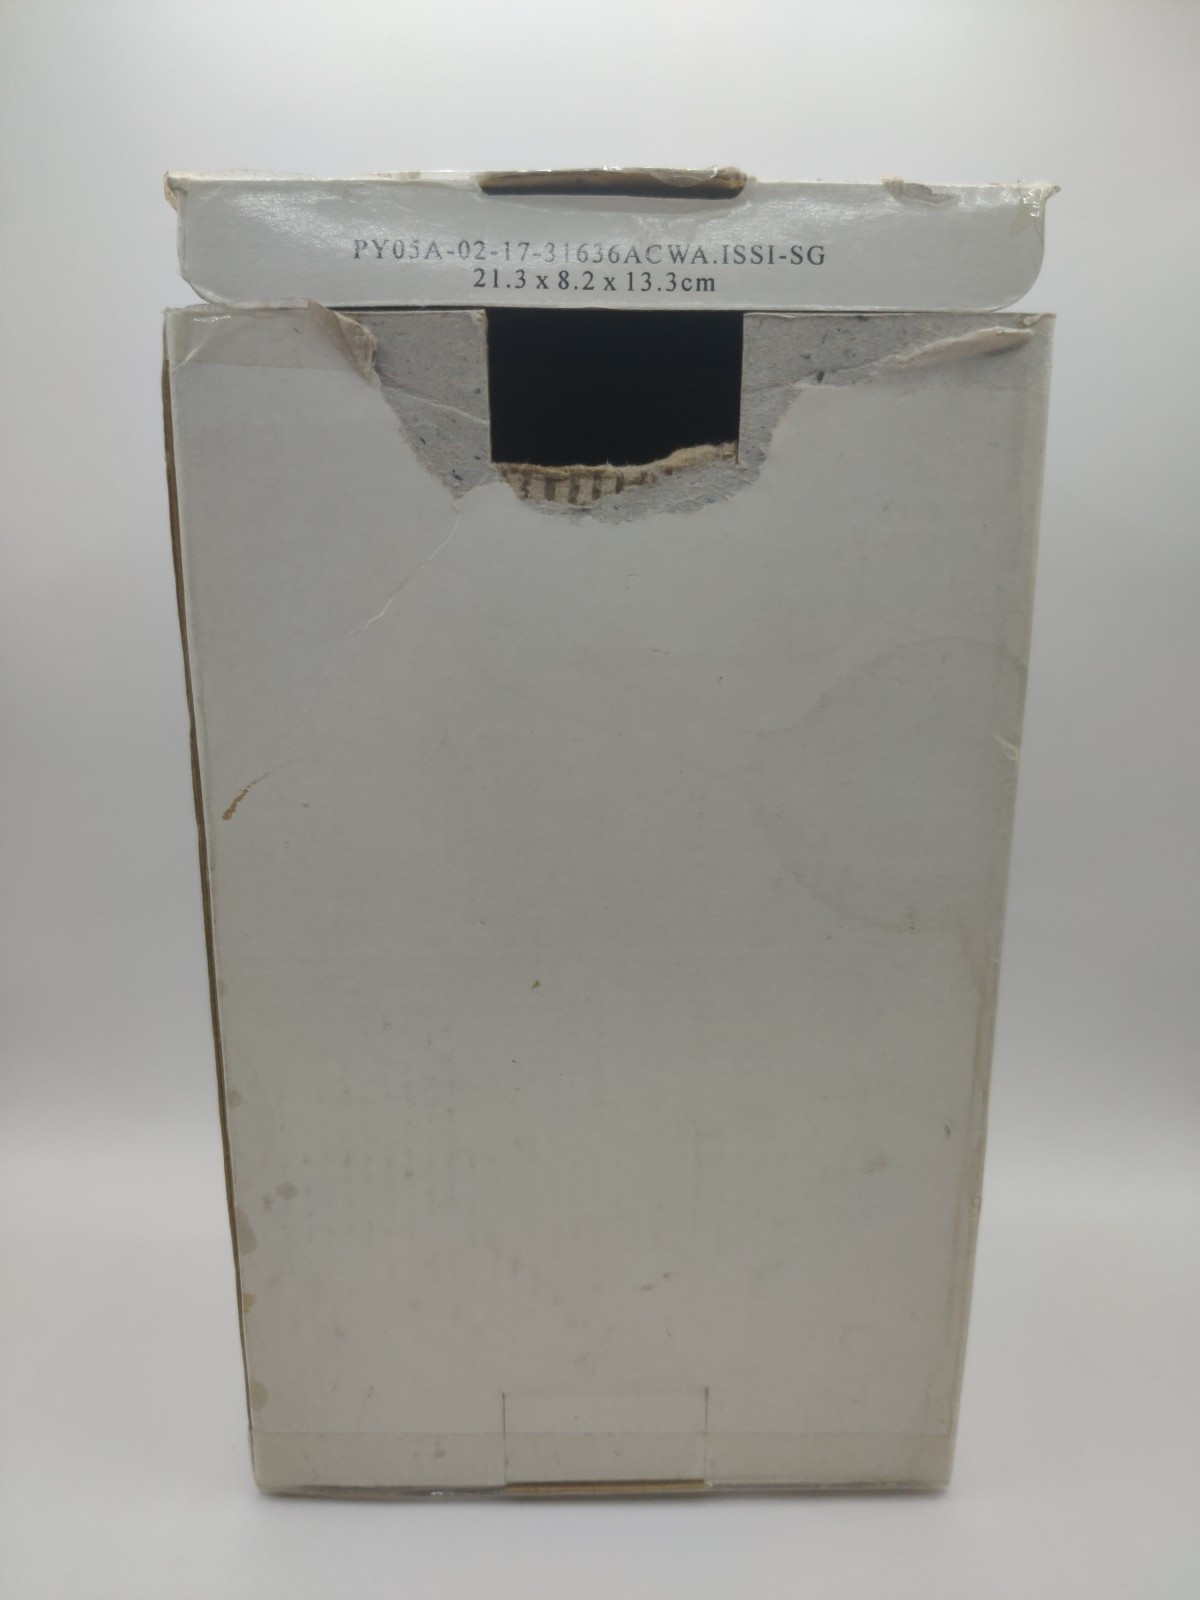 PY05A-02-17-31636ACWA.ISSI-SG
21.3 x 8.2 x 13.3cm